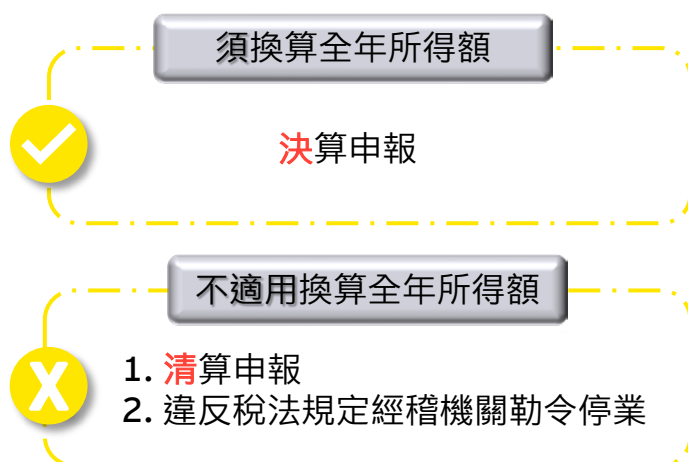 須換算全年所得額
決算申報
不適用換算全年所得額
1. 清算申報
2. 違反稅法規定經稽機關勒令停業